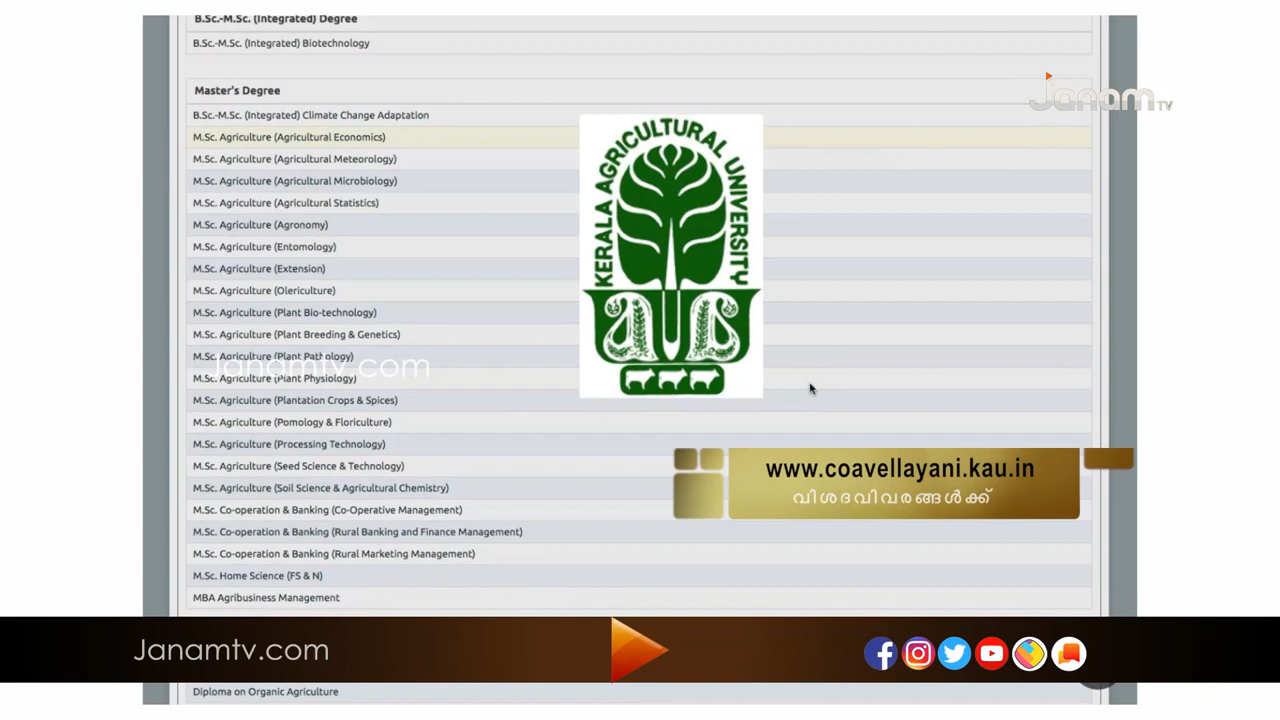 B.Sc.-M.Sc. (Integrated) Degree
B.Sc.-M.Sc. (Integrated) Biotechnology
Master's Degree
B.Sc.-M.Sc. (Integrated) Climate Change Adaptation
M.Sc. Agriculture (Agricultural Economics)
M.Sc. Agriculture (Agricultural Meteorology)
M.Sc. Agriculture (Agricultural Microbiology)
M.Sc. Agriculture (Agricultural Statistics)
M.Sc. Agriculture (Agronomy)
M.Sc. Agriculture (Entomology)
M.Sc. Agriculture (Extension)
M.Sc. Agriculture (Olericulture)
M.Sc. Agriculture (Plant Bio-technology)
M.Sc. Agriculture (Plant Breeding & Genetics)
M.Sc. Agriculture (Plant Pathology)
M.Sc. Agriculture (Plant Physiology)
M.Sc. Agriculture (Plantation Crops & Spices)
M.Sc. Agriculture (Pomology & Floriculture)
M.Sc. Agriculture (Processing Technology)
M.Sc. Agriculture (Seed Science & Technology)
M.Sc. Agriculture (Soil Science & Agricultural Chemistry)
M.Sc. Co-operation & Banking (Co-Operative Management)
M.Sc. Co-operation & Banking (Rural Banking and Finance Management)
M.Sc. Co-operation & Banking (Rural Marketing Management)
M.Sc. Home Science (FS & N)
MBA Agribusiness Management
Diploma on Organic Agriculture
KERALA AGRICULTURAL UNIVERSITY
Janam TV
Janamtv.com
www.coavellayani.kau.in
വിശദവിവരങ്ങൾക്ക്
Janamtv.com